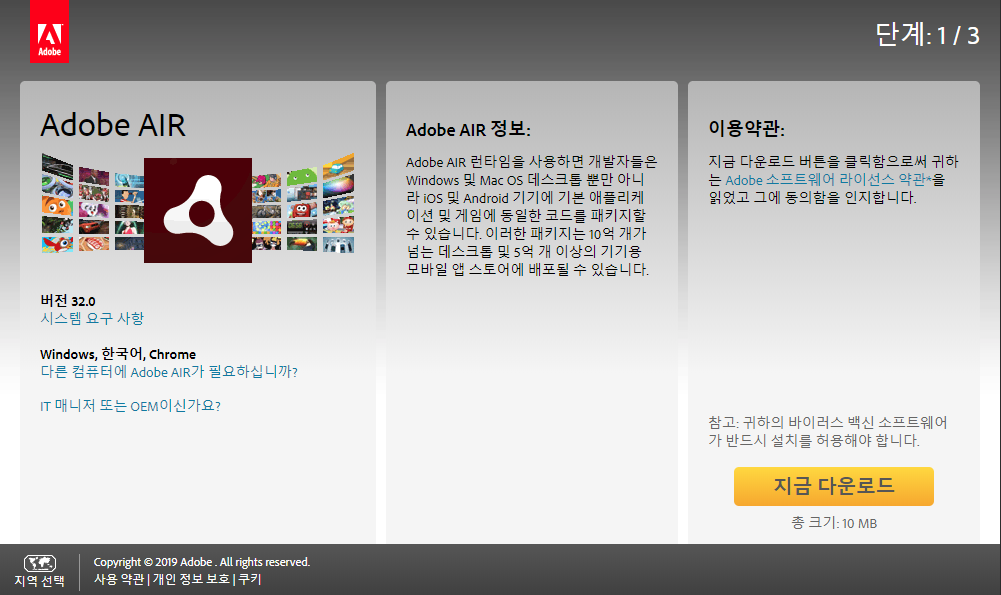 Adobe
단계: 1 / 3
Adobe AIR
버전 32.0
시스템 요구 사항
Windows, 한국어, Chrome
다른 컴퓨터에 Adobe AIR가 필요하십니까?
IT 매니저 또는 OEM이신가요?
Adobe AIR 정보:
Adobe AIR 런타임을 사용하면 개발자들은
Windows 및 Mac OS 데스크톱 뿐만 아니
라 iOS 및 Android 기기에 기본 애플리케
이션 및 게임에 동일한 코드를 패키지할
수 있습니다. 이러한 패키지는 10억 개가
넘는 데스크톱 및 5억 개 이상의 기기용
모바일 앱 스토어에 배포될 수 있습니다.
이용약관:
지금 다운로드 버튼을 클릭함으로써 귀하
는 Adobe 소프트웨어 라이선스 약관*을
읽었고 그에 동의함을 인지합니다.
참고: 귀하의 바이러스 백신 소프트웨어
가 반드시 설치를 허용해야 합니다.
지금 다운로드
총 크기: 10 MB
지역 선택
Copyright © 2019 Adobe . All rights reserved.
사용 약관 | 개인 정보 보호 | 쿠키